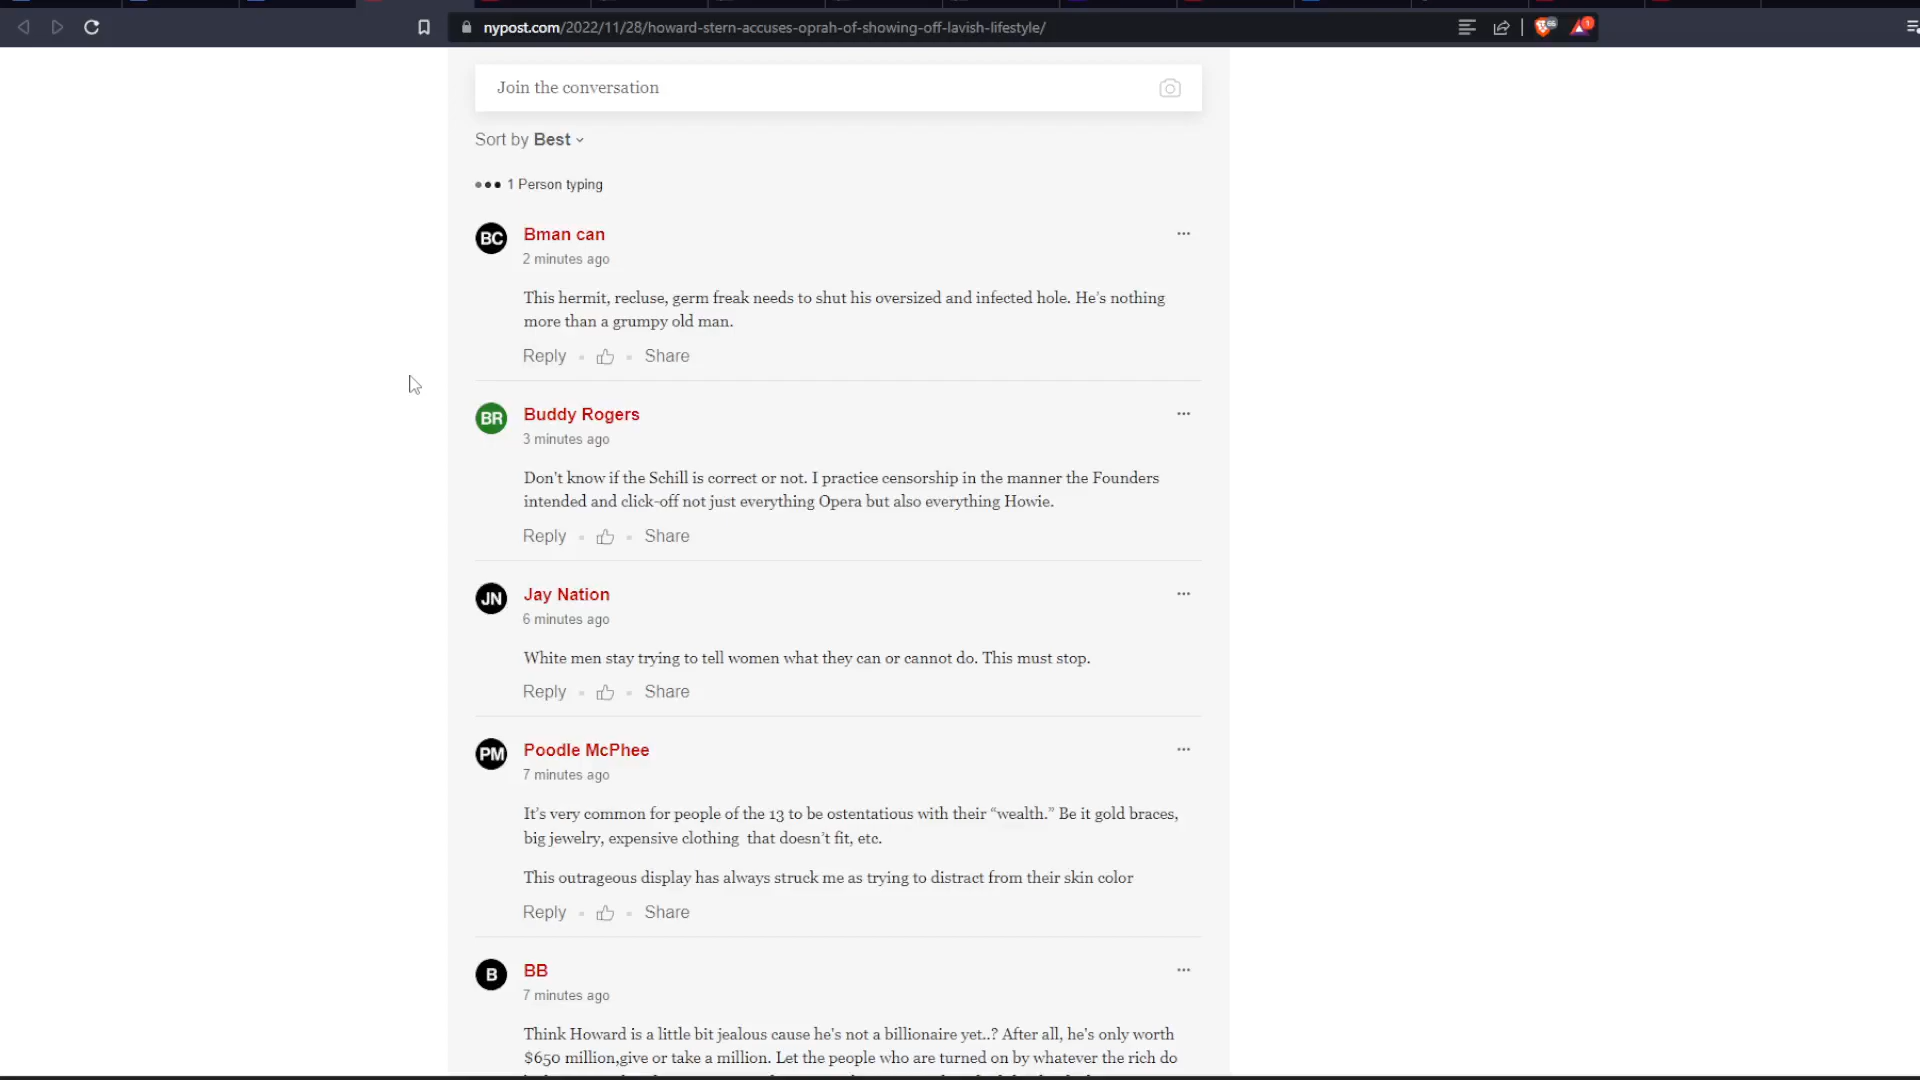 nypost.com/2022/11/28/howard-stern-accuses-oprah-of-showing-off-lavish-lifestyle/
66
1
Join the conversation
Sort by Best
1 Person typing
BC
Bman can
2 minutes ago
This hermit, recluse, germ freak needs to shut his oversized and infected hole. He's nothing
more than a grumpy old man.
Reply
Share
BR
Buddy Rogers
3 minutes ago
Don't know if the Schill is correct or not. I practice censorship in the manner the Founders
intended and click-off not just everything Opera but also everything Howie.
Reply
Share
JN
Jay Nation
6 minutes ago
White men stay trying to tell women what they can or cannot do. This must stop.
Reply
Share
PM
Poodle McPhee
7 minutes ago
It's very common for people of the 13 to be ostentatious with their “wealth.” Be it gold braces,
big jewelry, expensive clothing that doesn't fit, etc.
This outrageous display has always struck me as trying to distract from their skin color
Reply
Share
B
BB
7 minutes ago
Think Howard is a little bit jealous cause he's not a billionaire yet..? After all, he's only worth
$650 million,give or take a million. Let the people who are turned on by whatever the rich do